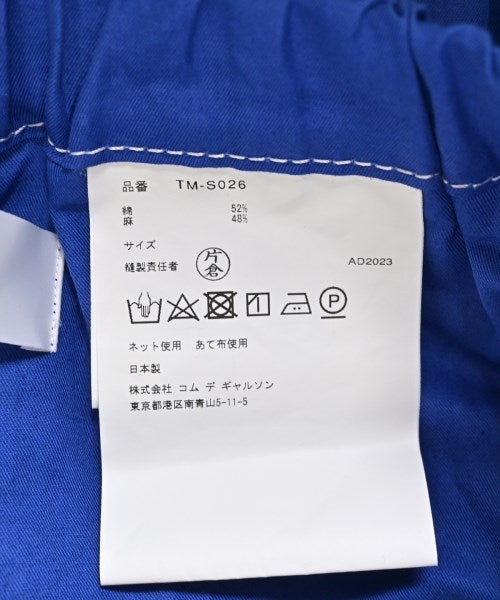 品番 TM-S026
綿 52%
麻 48%
サイズ
縫製責任者 片倉
AD2023
P
ネット使用 あて布使用
日本製
株式会社 コム デ ギャルソン
東京都港区南青山5-11-5